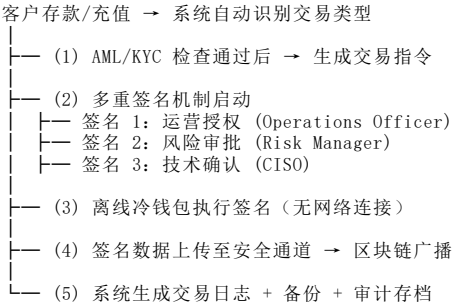 客户存款/充值 → 系统自动识别交易类型
(1) AML/KYC 检查通过后 → 生成交易指令
(2) 多重签名机制启动
签名 1：运营授权 (Operations Officer)
签名 2：风险审批 (Risk Manager)
签名 3：技术确认 (CISO)
(3) 离线冷钱包执行签名（无网络连接）
(4) 签名数据上传至安全通道 → 区块链广播
(5) 系统生成交易日志 + 备份 + 审计存档